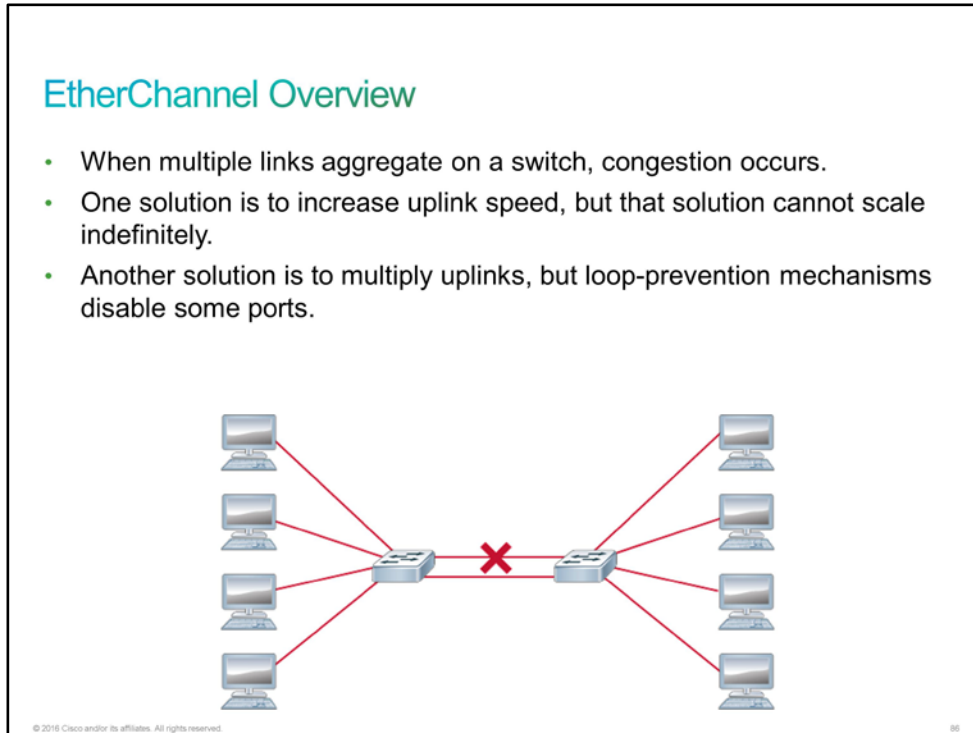 EtherChannel Overview
• When multiple links aggregate on a switch, congestion occurs.
• One solution is to increase uplink speed, but that solution cannot scale
indefinitely.
• Another solution is to multiply uplinks, but loop-prevention mechanisms
disable some ports.
© 2016 Cisco and/or its affiliates. All rights reserved.
86